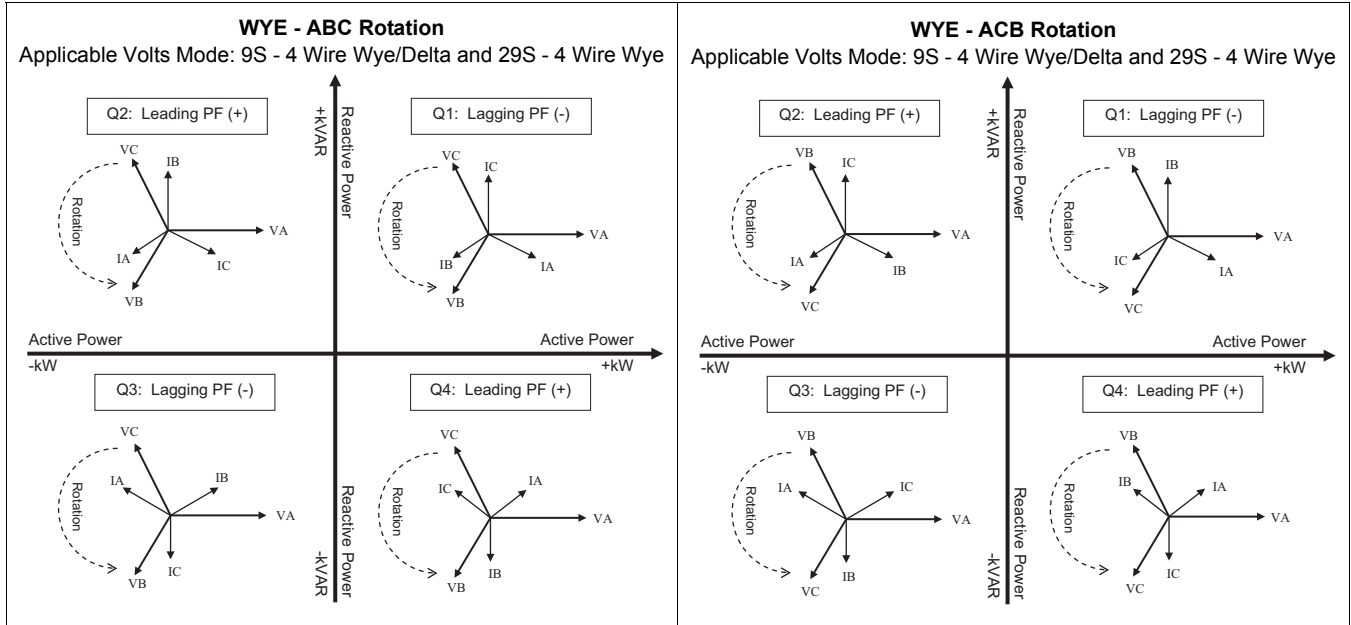 WYE - ABC Rotation
Applicable Volts Mode: 9S - 4 Wire Wye/Delta and 29S - 4 Wire Wye
Q2: Leading PF (+)
+kVAR
Reactive Power
Q1: Lagging PF (-)
VC
IB
Rotation
VA
IA
IC
VB
VC
IC
Rotation
VA
IB
IA
VB
Active Power
-kW
Active Power
+kW
Q3: Lagging PF (-)
Q4: Leading PF (+)
VC
IA
IB
Rotation
VA
VB
IC
-kVAR
Reactive Power
VC
IC
IA
Rotation
VA
VB
IB
WYE - ACB Rotation
Applicable Volts Mode: 9S - 4 Wire Wye/Delta and 29S - 4 Wire Wye
Q2: Leading PF (+)
+kVAR
Reactive Power
Q1: Lagging PF (-)
VB
IC
Rotation
VA
IA
IB
VC
VB
IB
Rotation
VA
IC
IA
VC
Active Power
-kW
Active Power
+kW
Q3: Lagging PF (-)
Q4: Leading PF (+)
VB
IA
IC
Rotation
VA
VC
IB
-kVAR
Reactive Power
VB
IB
IA
Rotation
VA
VC
IC